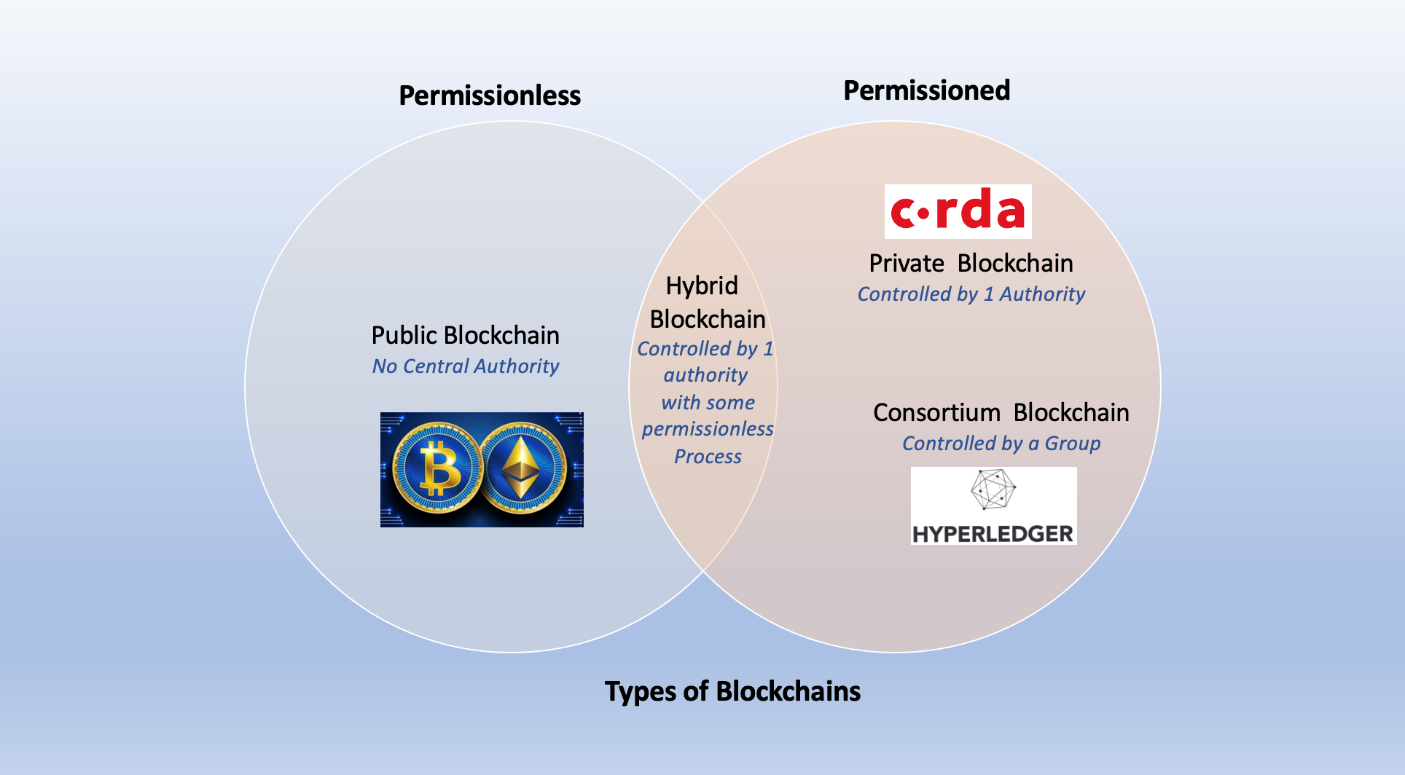 Permissionless
Permissioned
corda
Private Blockchain
Controlled by 1 Authority
Hybrid
Blockchain
Controlled by 1
authority
with some
permissionless
Process
Public Blockchain
No Central Authority
Consortium Blockchain
Controlled by a Group
HYPERLEDGER
Types of Blockchains